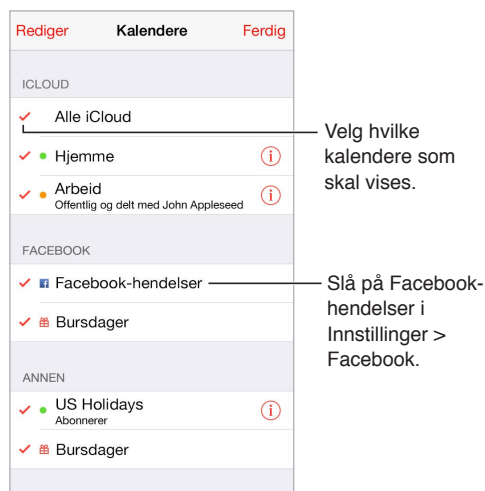 Rediger Kalendere Ferdig
ICLOUD
Alle iCloud
Hjemme
Arbeid
Offentlig og delt med John Appleseed
FACEBOOK
Facebook-hendelser
Bursdager
ANNEN
US Holidays
Abonnerer
Bursdager
Velg hvilke
kalendere som
skal vises.
Slå på Facebook-
hendelser i
Innstillinger >
Facebook.